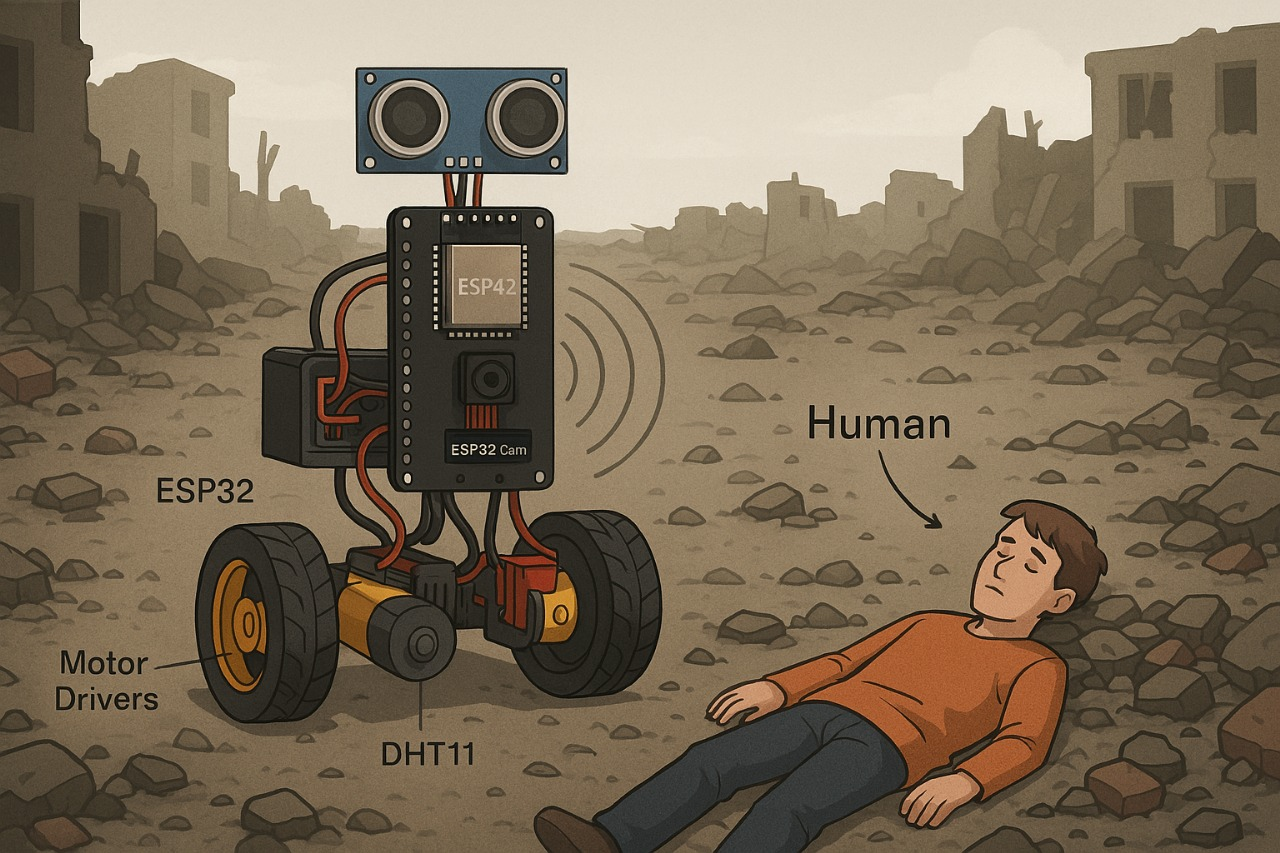 ESP42
ESP32 Cam
Human
ESP32
Motor
Drivers
DHT11